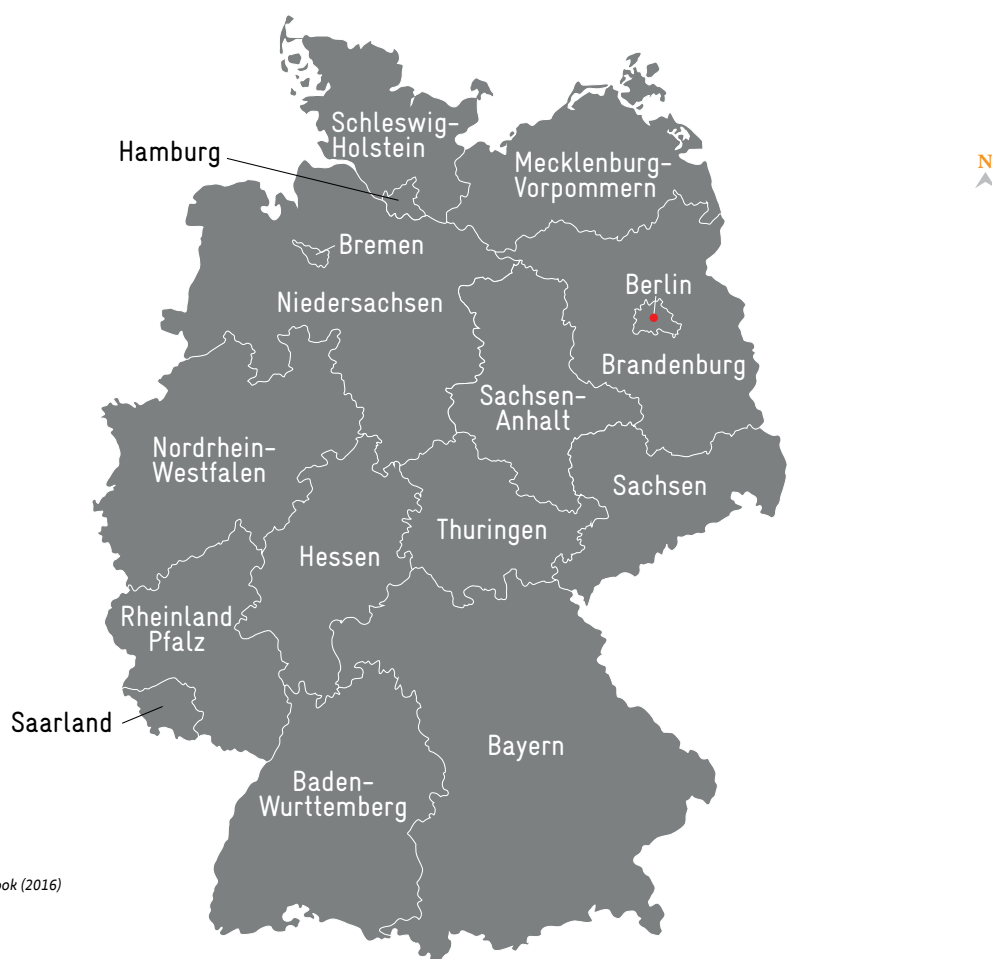 Schleswig-
Holstein
Hamburg
Mecklenburg-
Vorpommern
N
Bremen
Berlin
Niedersachsen
Brandenburg
Sachsen-
Anhalt
Nordrhein-
Westfalen
Sachsen
Thuringen
Hessen
Rheinland
Pfalz
Saarland
Bayern
Baden-
Wurttemberg
(2016)